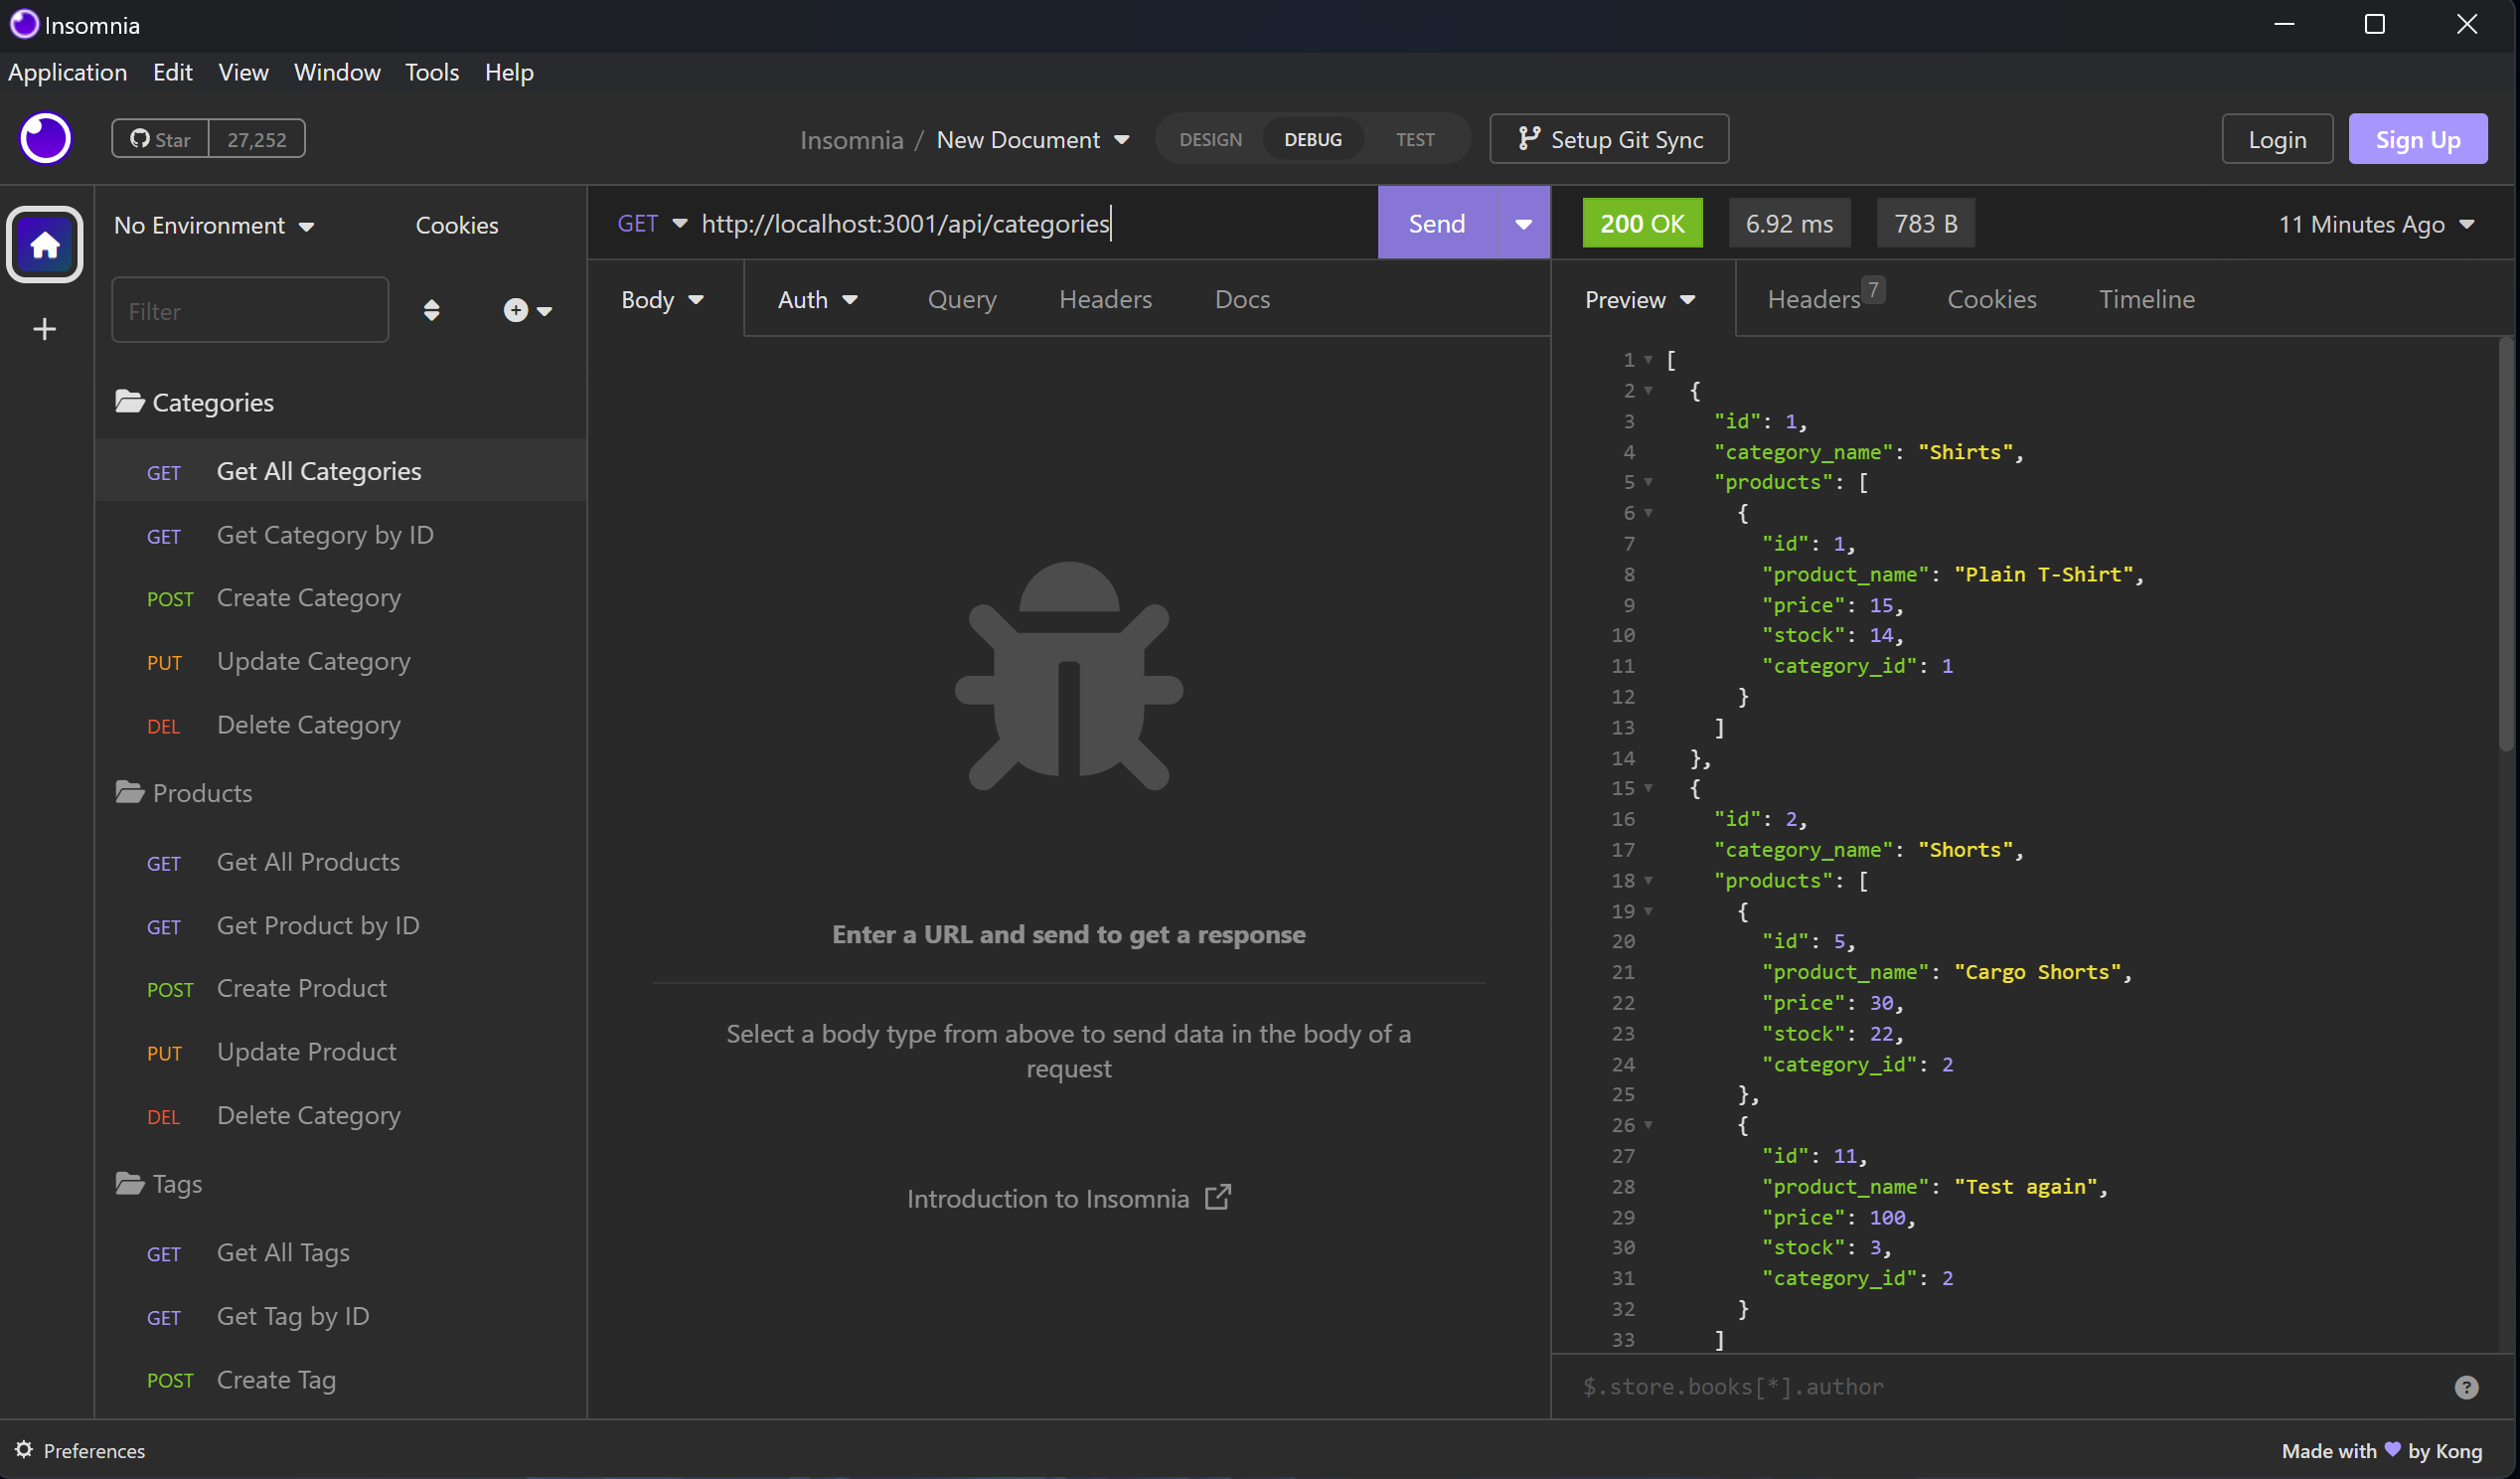 Insomnia
Application Edit View Window Tools Help
Star 27,252
Insomnia / New Document
DESIGN DEBUG TEST
Setup Git Sync
Login
Sign Up
No Environment
Cookies
Filter
Categories
GET Get All Categories
GET Get Category by ID
POST Create Category
PUT Update Category
DEL Delete Category
Products
GET Get All Products
GET Get Product by ID
POST Create Product
PUT Update Product
DEL Delete Category
Tags
GET Get All Tags
GET Get Tag by ID
POST Create Tag
GET http://localhost:3001/api/categories
Send
Body Auth Query Headers Docs
Enter a URL and send to get a response
Select a body type from above to send data in the body of a
request
Introduction to Insomnia
200 OK 6.92 ms 783 B 11 Minutes Ago
Preview Headers 7 Cookies Timeline
1 [
2 {
3 "id": 1,
4 "category_name": "Shirts",
5 "products": [
6 {
7 "id": 1,
8 "product_name": "Plain T-Shirt",
9 "price": 15,
10 "stock": 14,
11 "category_id": 1
12 }
13 ]
14 },
15 {
16 "id": 2,
17 "category_name": "Shorts",
18 "products": [
19 {
20 "id": 5,
21 "product_name": "Cargo Shorts",
22 "price": 30,
23 "stock": 22,
24 "category_id": 2
25 },
26 {
27 "id": 11,
28 "product_name": "Test again",
29 "price": 100,
30 "stock": 3,
31 "category_id": 2
32 }
33 ]
$.store.books[*].author
?
Preferences
Made with 💜 by Kong